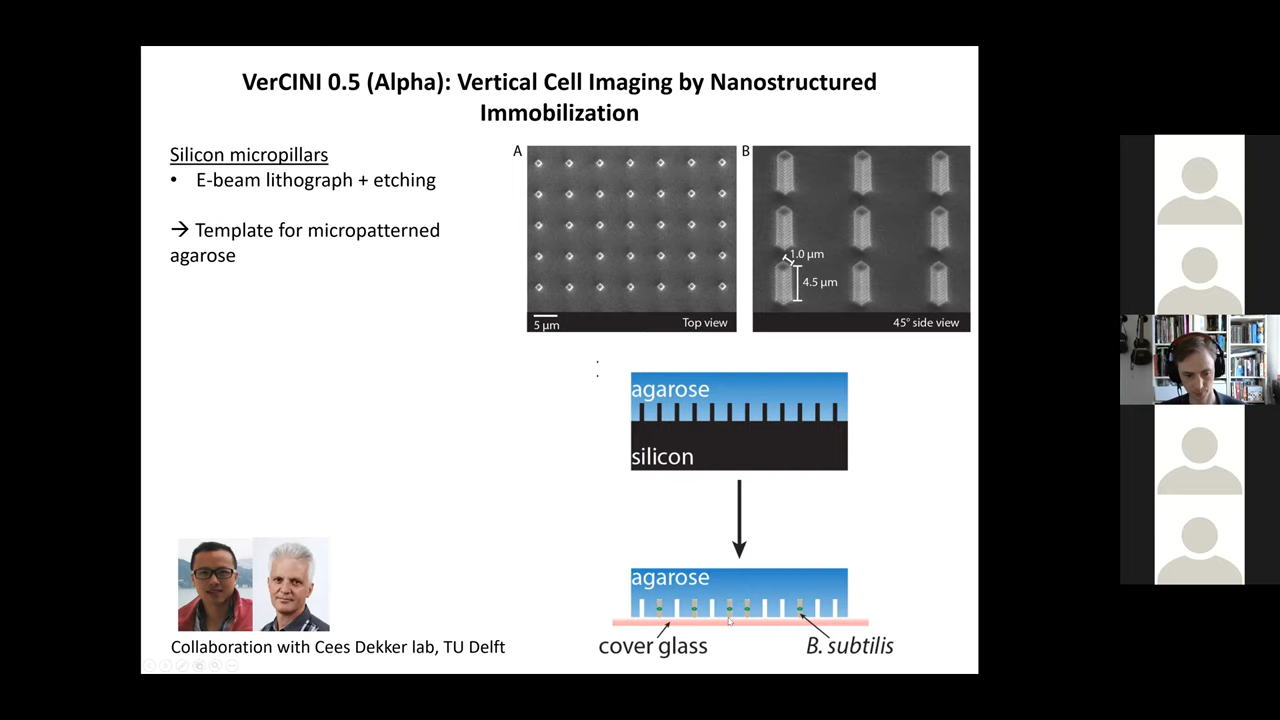 VerCINI 0.5 (Alpha): Vertical Cell Imaging by Nanostructured
Immobilization
Silicon micropillars
• E-beam lithograph + etching
→ Template for micropatterned
agarose
A
B
1.0 µm
4.5 µm
5 µm
Top view
45° side view
agarose
silicon
agarose
cover glass
B. subtilis
Collaboration with Cees Dekker lab, TU Delft